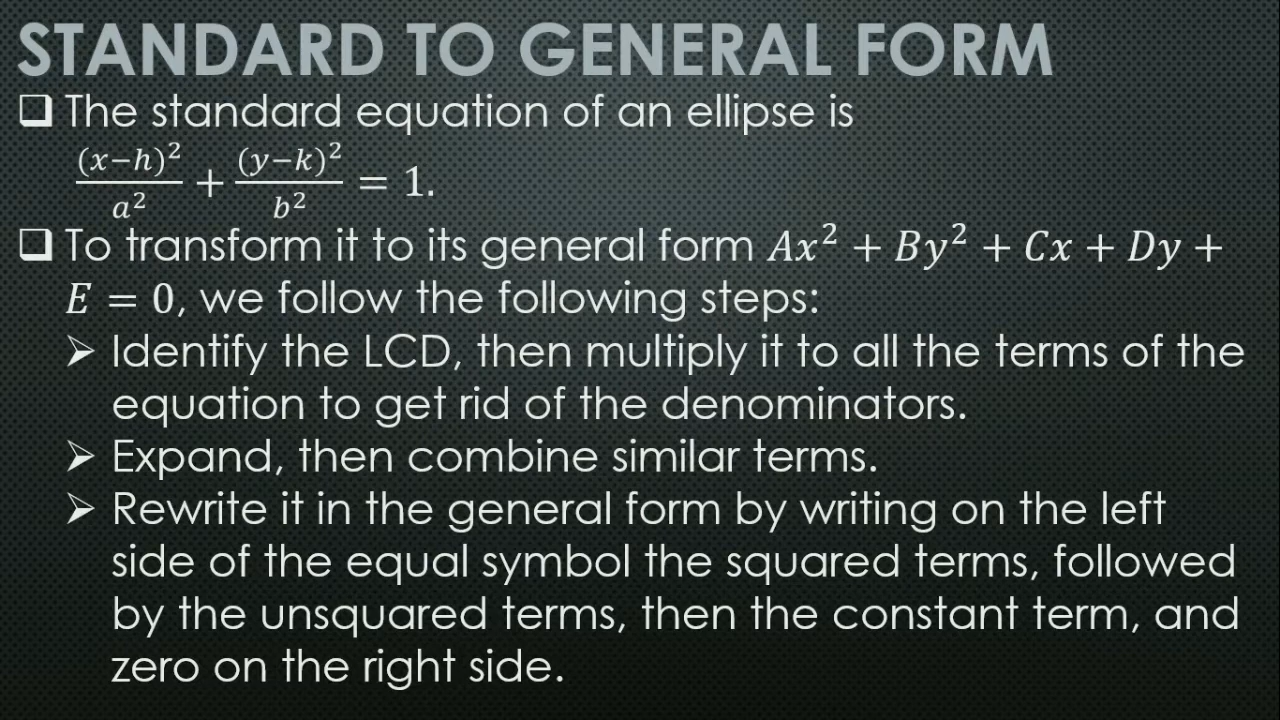 STANDARD TO GENERAL FORM
❑ The standard equation of an ellipse is
(x−h)²/a² + (y−k)²/b² = 1.
❑ To transform it to its general form Ax² + By² + Cx + Dy +
E = 0, we follow the following steps:
➢ Identify the LCD, then multiply it to all the terms of the
equation to get rid of the denominators.
➢ Expand, then combine similar terms.
➢ Rewrite it in the general form by writing on the left
side of the equal symbol the squared terms, followed
by the unsquared terms, then the constant term, and
zero on the right side.